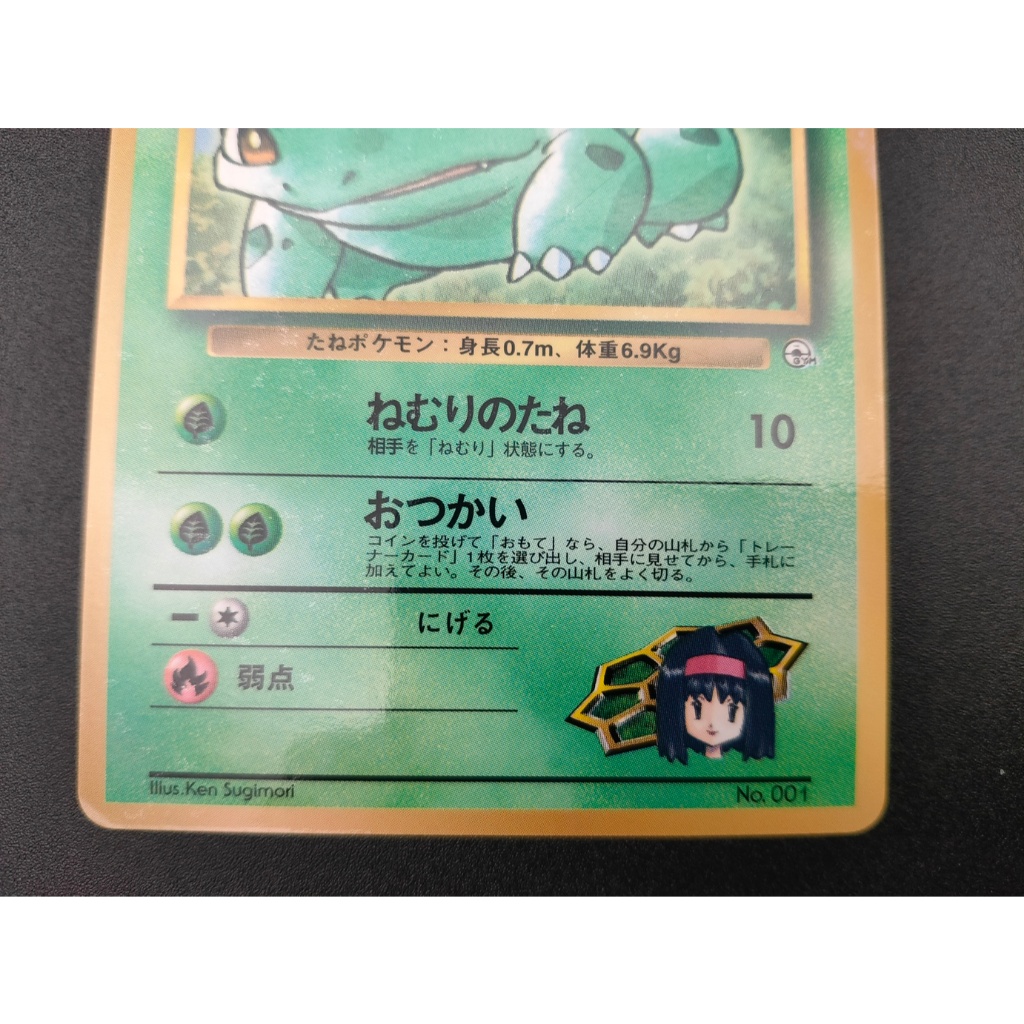 たねポケモン：身長0.7m、体重6.9Kg
GYM
ねむりのたね
10
相手を「ねむり」状態にする。
おつかい
コインを投げて「おもて」なら、自分の山札から「トレー
ナーカード」1枚を選び出し、相手に見せてから、手札に
加えてよい。その後、その山札をよく切る。
にげる
弱点
Illus.Ken Sugimori
No. 001